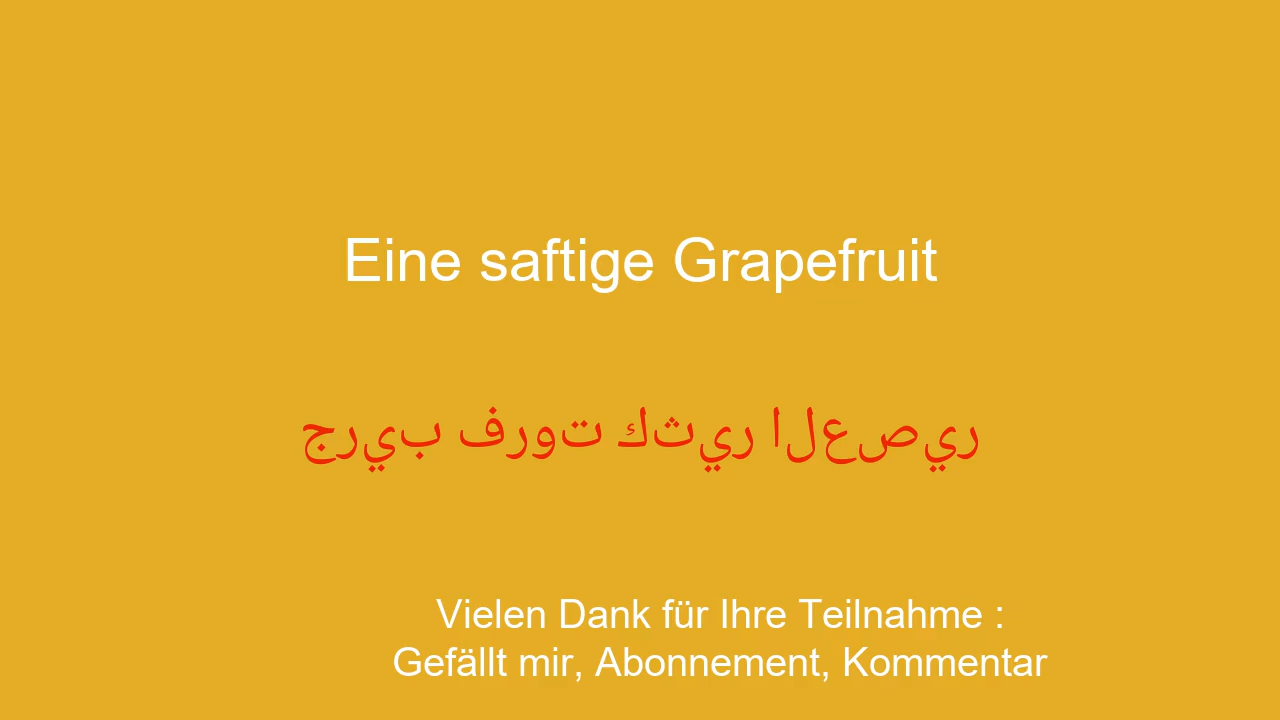 Eine saftige Grapefruit
جريب فروت كثير العصير
Vielen Dank für Ihre Teilnahme :
Gefällt mir, Abonnement, Kommentar